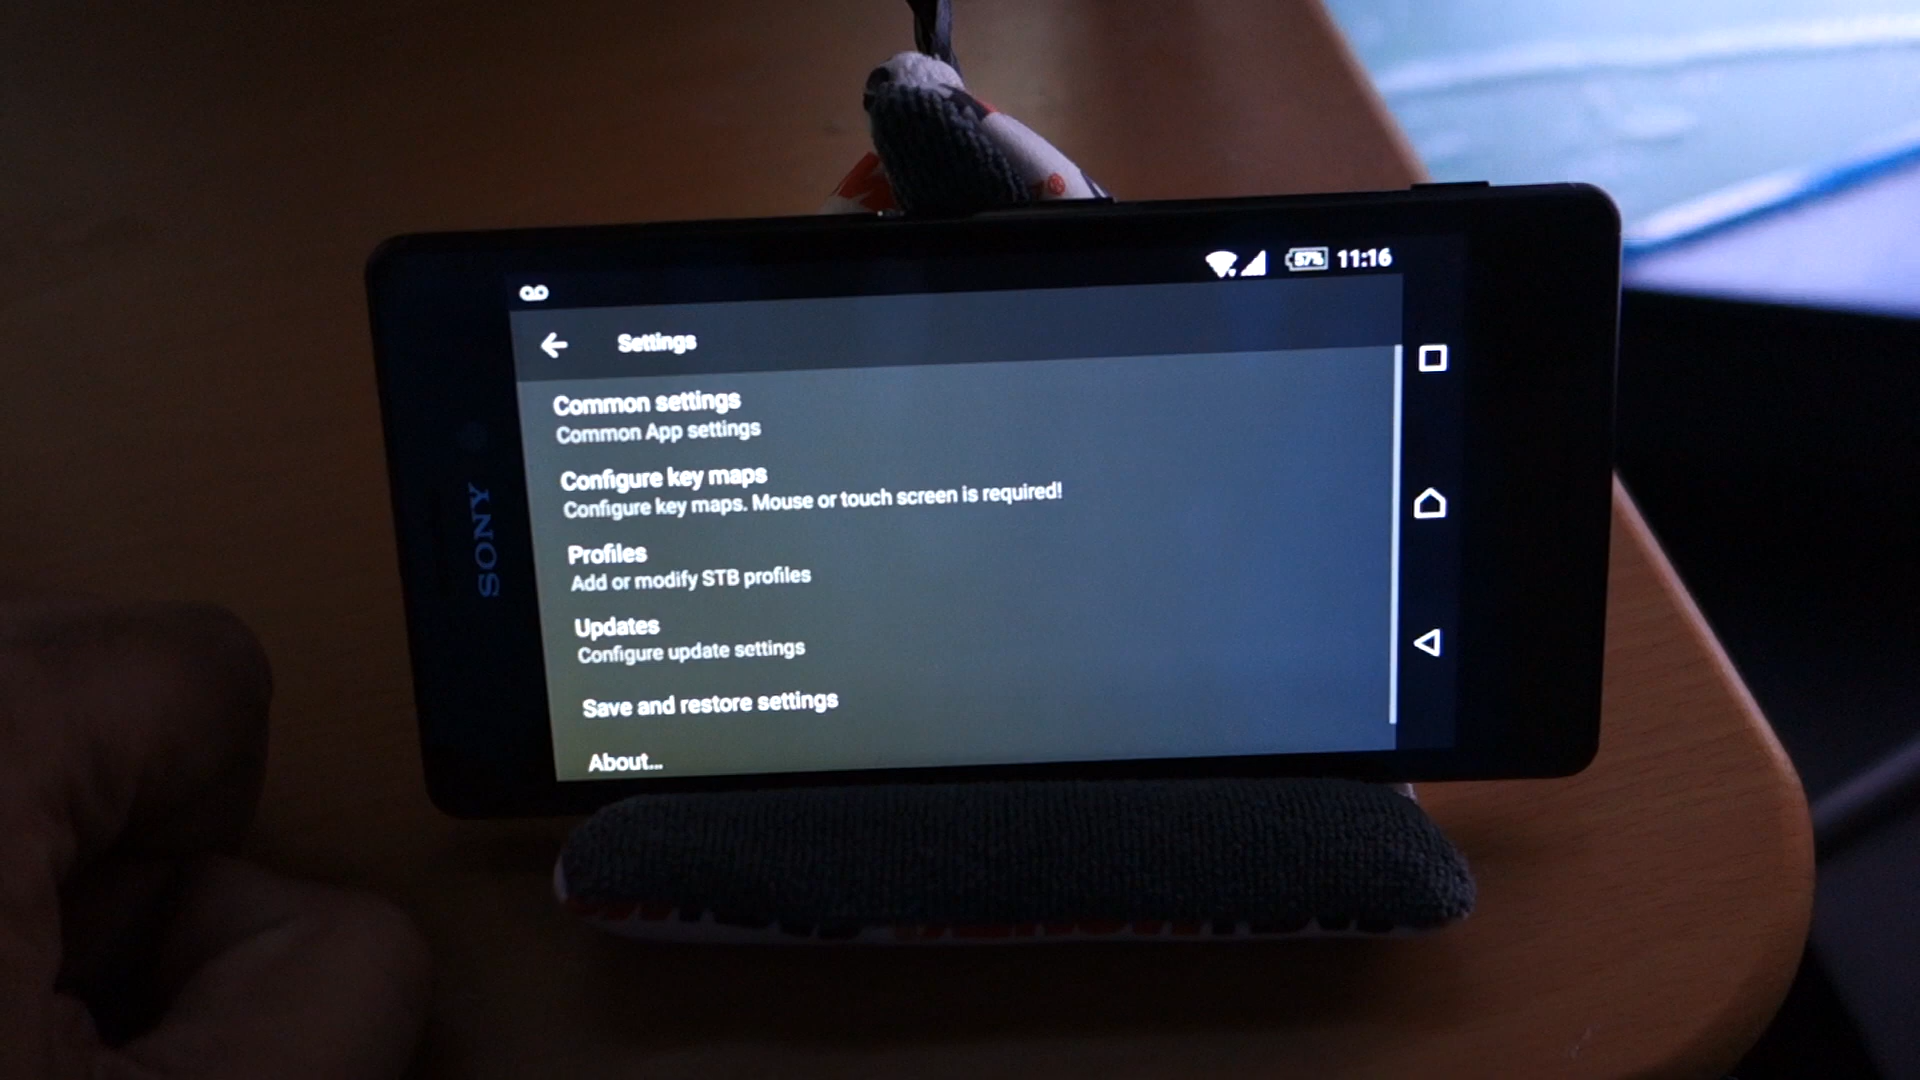 57% 11:16
Settings
Common settings
Common App settings
Configure key maps
Configure key maps. Mouse or touch screen is required!
Profiles
Add or modify STB profiles
Updates
Configure update settings
Save and restore settings
About...
SONY
®